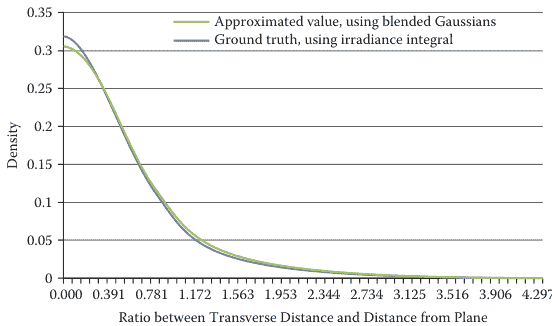 0.35
Approximated value, using blended Gaussians
Ground truth, using irradiance integral
0.3
0.25
0.2
0.15
0.1
0.05
0
Density
0.000 0.391 0.781 1.172 1.563 1.953 2.344 2.734 3.125 3.516 3.906 4.297
Ratio between Transverse Distance and Distance from Plane